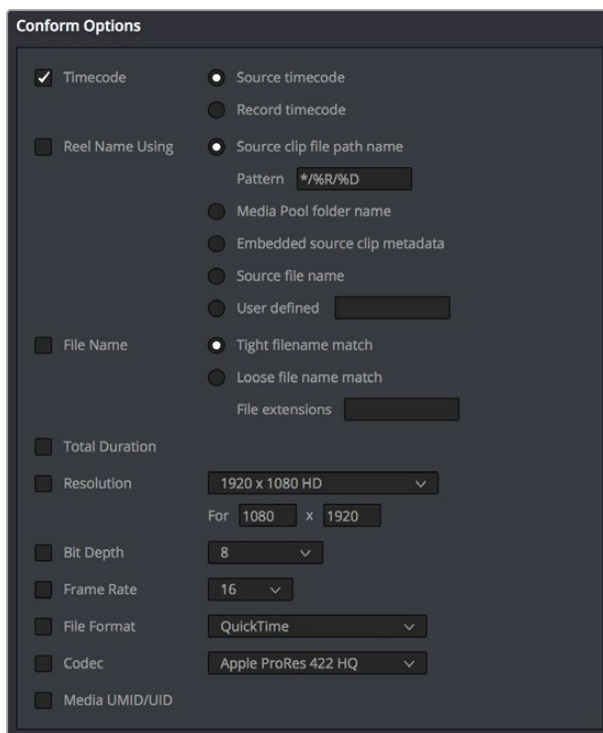 Conform Options
Timecode Source timecode
Record timecode
Reel Name Using Source clip file path name
Pattern */%R/%D
Media Pool folder name
Embedded source clip metadata
Source file name
User defined
File Name Tight filename match
Loose file name match
File extensions
Total Duration
Resolution 1920 x 1080 HD
For 1080 x 1920
Bit Depth 8
Frame Rate 16
File Format QuickTime
Codec Apple ProRes 422 HQ
Media UMID/UID